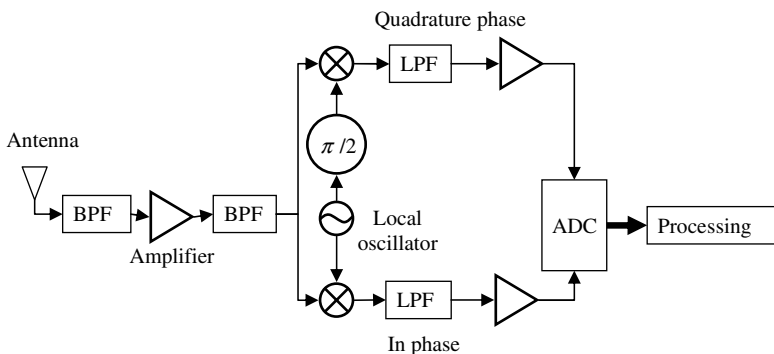 Quadrature phase
LPF
π /2
Antenna
BPF
BPF
Amplifier
Local
oscillator
ADC
Processing
LPF
In phase